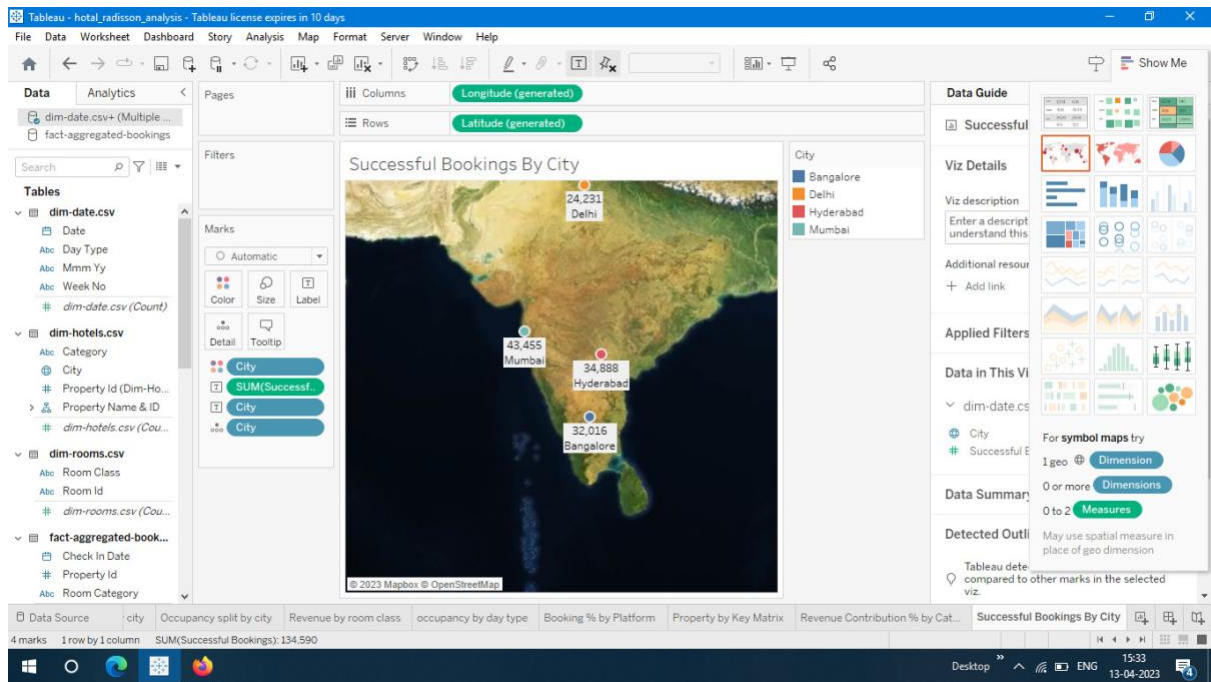 Tableau - hotal_radisson_analysis - Tableau license expires in 10 days
File Data Worksheet Dashboard Story Analysis Map Format Server Window Help
Show Me
Data Analytics
dim-date.csv+ (Multiple ...
fact-aggregated-bookings
Search
Tables
dim-date.csv
Date
Abc Day Type
Abc Mmm Yy
Abc Week No
# dim-date.csv (Count)
dim-hotels.csv
Abc Category
City
# Property Id (Dim-Ho...
Property Name & ID
# dim-hotels.csv (Cou...
dim-rooms.csv
Abc Room Class
Abc Room Id
# dim-rooms.csv (Cou...
fact-aggregated-book...
Check In Date
# Property Id
Abc Room Category
Pages
Filters
Marks
Automatic
Color Size Label
Detail Tooltip
City
SUM(Successf..
City
City
Columns Longitude (generated)
Rows Latitude (generated)
Successful Bookings By City
24,231
Delhi
43,455
Mumbai
34,888
Hyderabad
32,016
Bangalore
© 2023 Mapbox © OpenStreetMap
City
Bangalore
Delhi
Hyderabad
Mumbai
Data Guide
Successful
Viz Details
Viz description
Enter a descript
understand this
Additional resour
+ Add link
Applied Filters
Data in This Vi
dim-date.cs
City
# Successful B
Data Summary
Detected Outli
Tableau dete
compared to other marks in the selected
viz.
For symbol maps try
1 geo Dimension
0 or more Dimensions
0 to 2 Measures
May use spatial measure in
place of geo dimension
Data Source city Occupancy split by city Revenue by room class occupancy by day type Booking % by Platform Property by Key Matrix Revenue Contribution % by Cat... Successful Bookings By City
4 marks 1 row by 1 column SUM(Successful Bookings): 134,590
Desktop ENG 15:33
13-04-2023
4